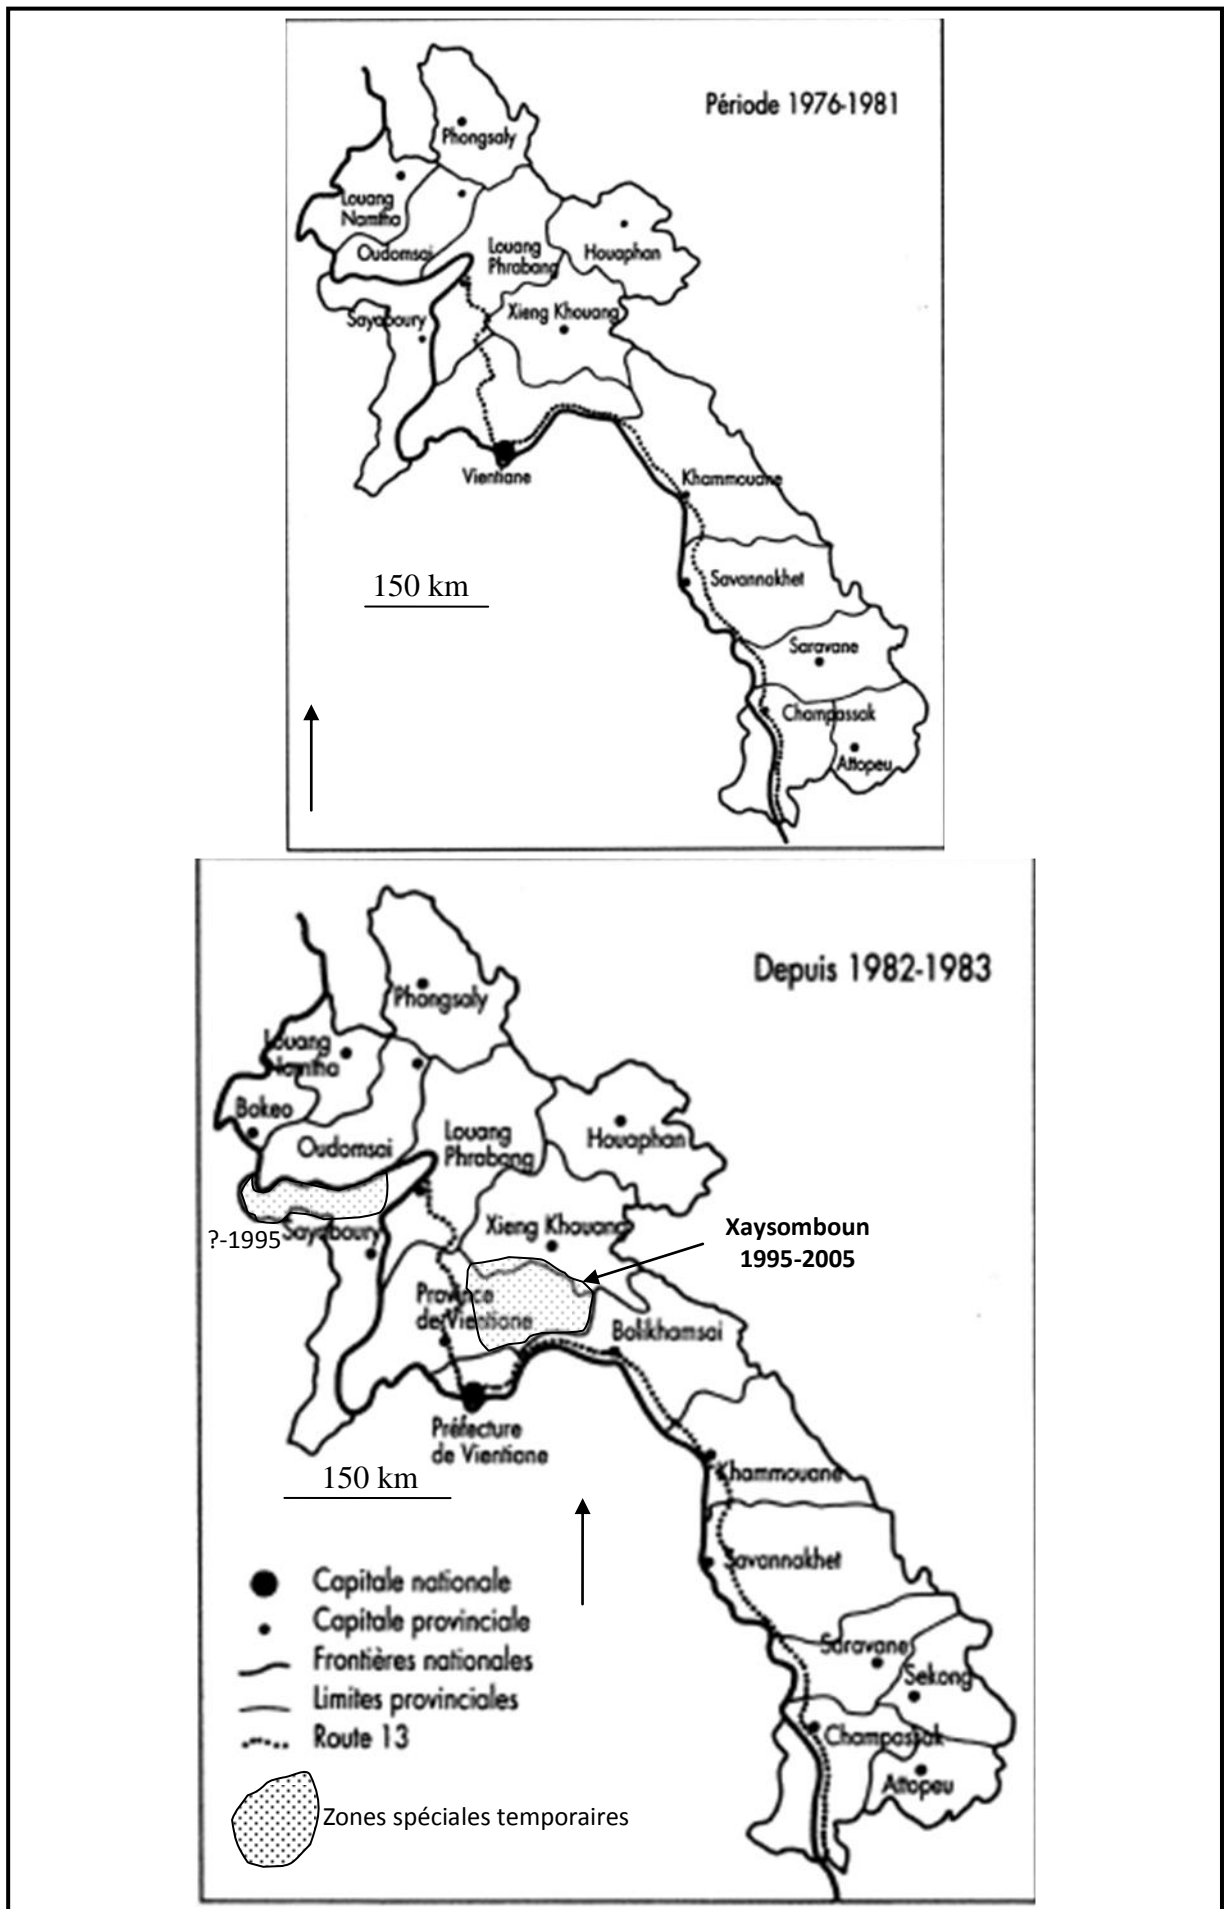 Période 1976-1981
Phongsaly
Louang
Namtha
Oudomsai
Louang
Phrabang
Houaphan
Sayaboury
Xieng Khouang
Vientiane
Khammouane
150 km
Savannakhet
Saravane
Champassak
Attopeu
Depuis 1982-1983
Phongsaly
Louang
Namtha
Bokeo
Oudomsai
Louang
Phrabang
Houaphan
?-1995
Sayaboury
Xieng Khouang
Xaysomboun
1995-2005
Province
de Vientiane
Bolikhamsai
Préfecture
de Vientiane
150 km
Khammouane
Savannakhet
Capitale nationale
Capitale provinciale
Frontières nationales
Limites provinciales
Route 13
Saravane
Sekong
Champassak
Attopeu
Zones spéciales temporaires